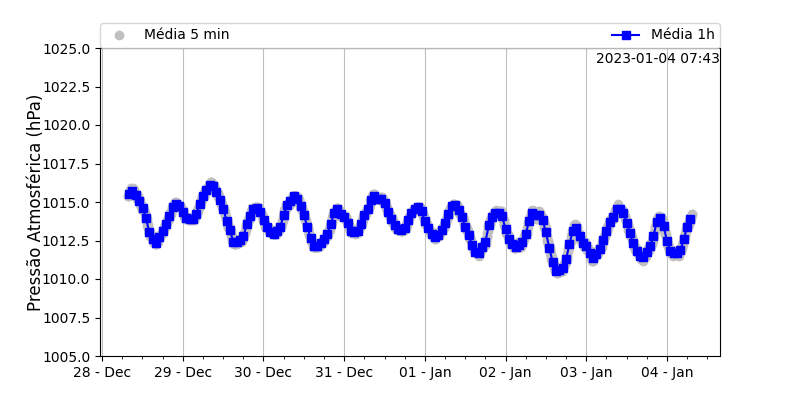 Média 5 min
Média 1h
2023-01-04 07:43
Pressão Atmosférica (hPa)
1025.0
1022.5
1020.0
1017.5
1015.0
1012.5
1010.0
1007.5
1005.0
28 - Dec
29 - Dec
30 - Dec
31 - Dec
01 - Jan
02 - Jan
03 - Jan
04 - Jan